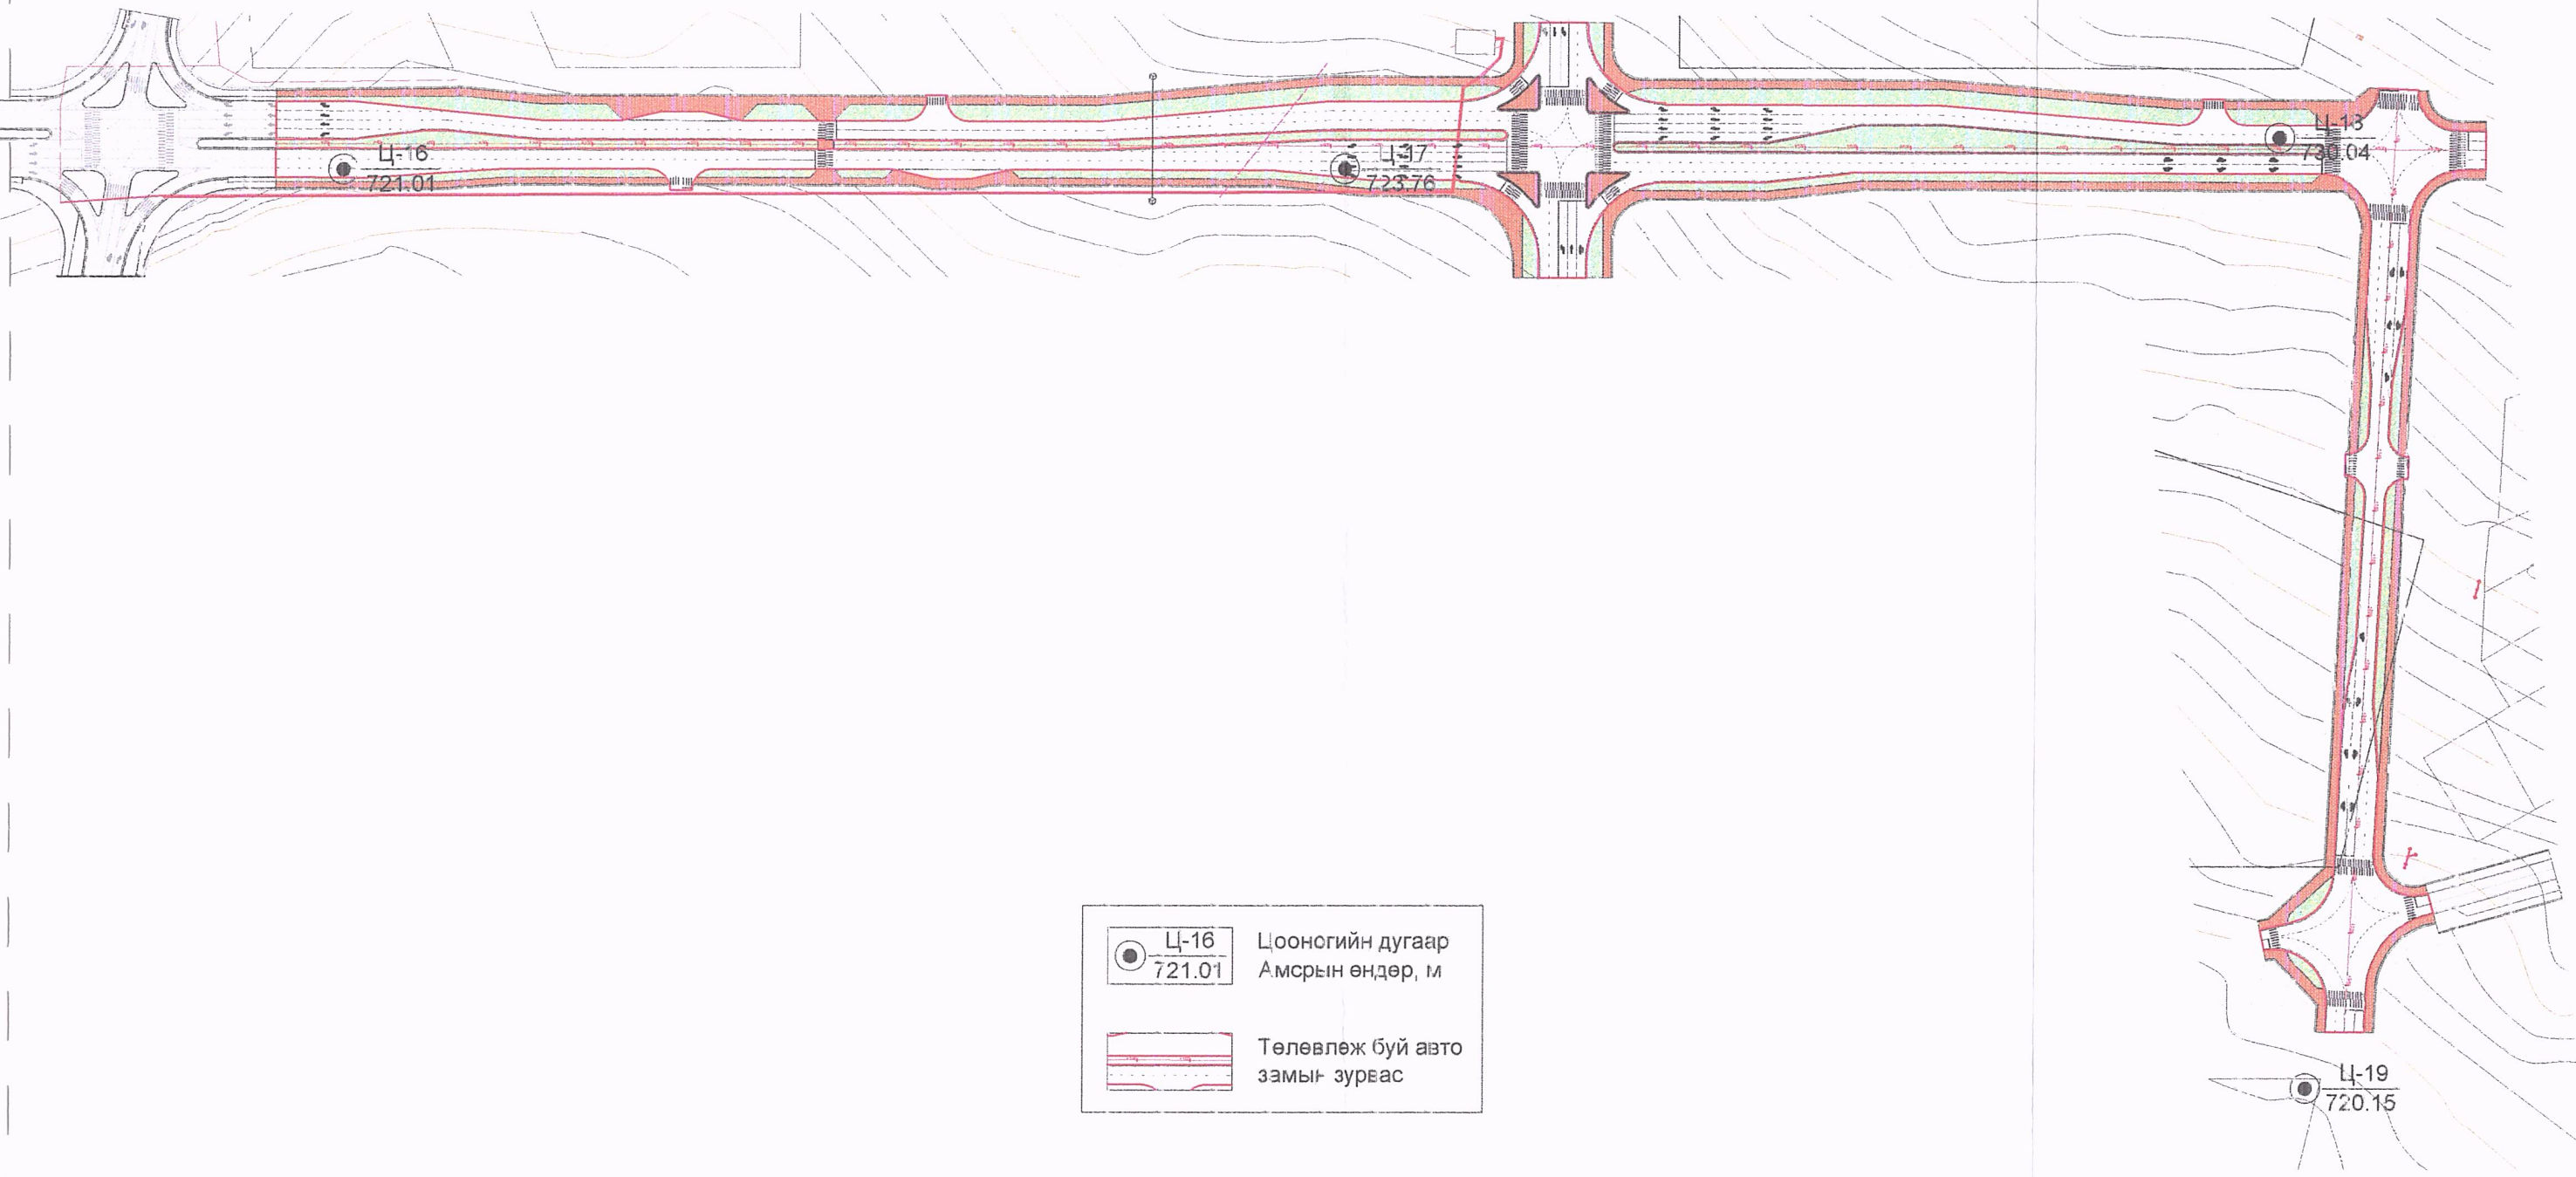 Ц-16
721.01
Ц-17
723.76
Ц-18
730.04
Ц-16
721.01
Цооногийн дугаар
Амсрын өндөр, м
Төлөвлөж буй авто
замын зурвас
Ц-19
720.15